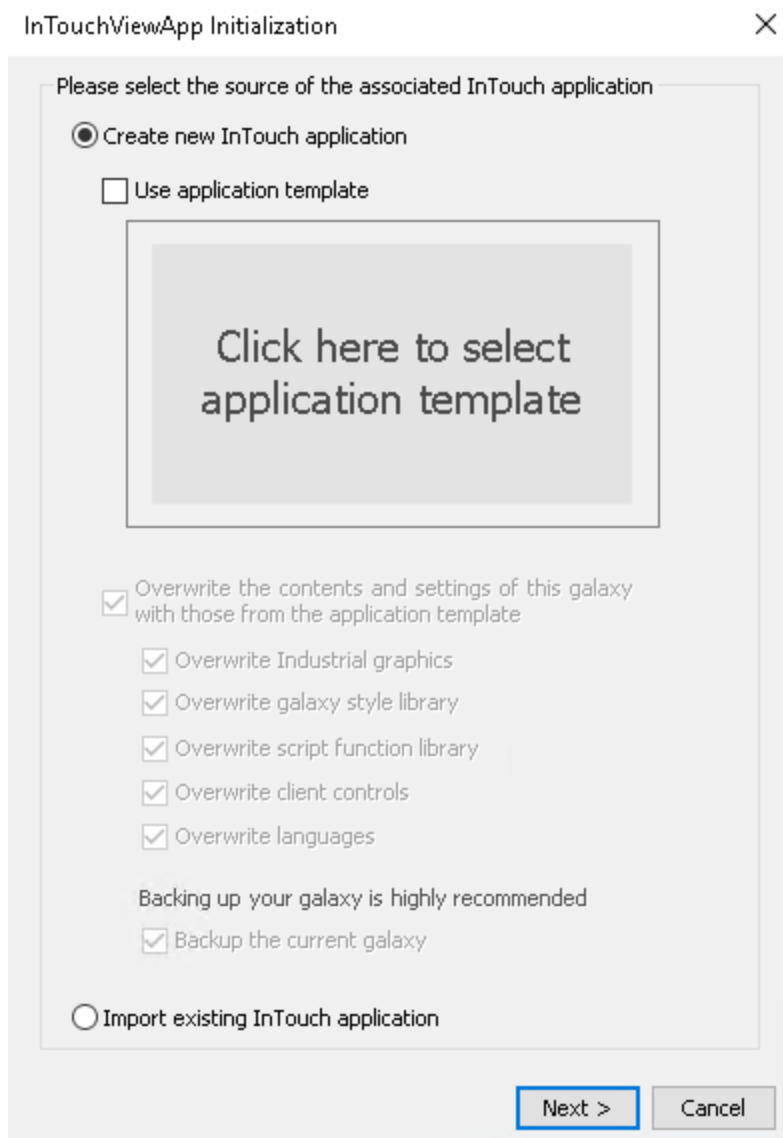 InTouchViewApp Initialization
Please select the source of the associated InTouch application
Create new InTouch application
Use application template
Click here to select
application template
Overwrite the contents and settings of this galaxy
with those from the application template
Overwrite Industrial graphics
Overwrite galaxy style library
Overwrite script function library
Overwrite client controls
Overwrite languages
Backing up your galaxy is highly recommended
Backup the current galaxy
Import existing InTouch application
Next >
Cancel